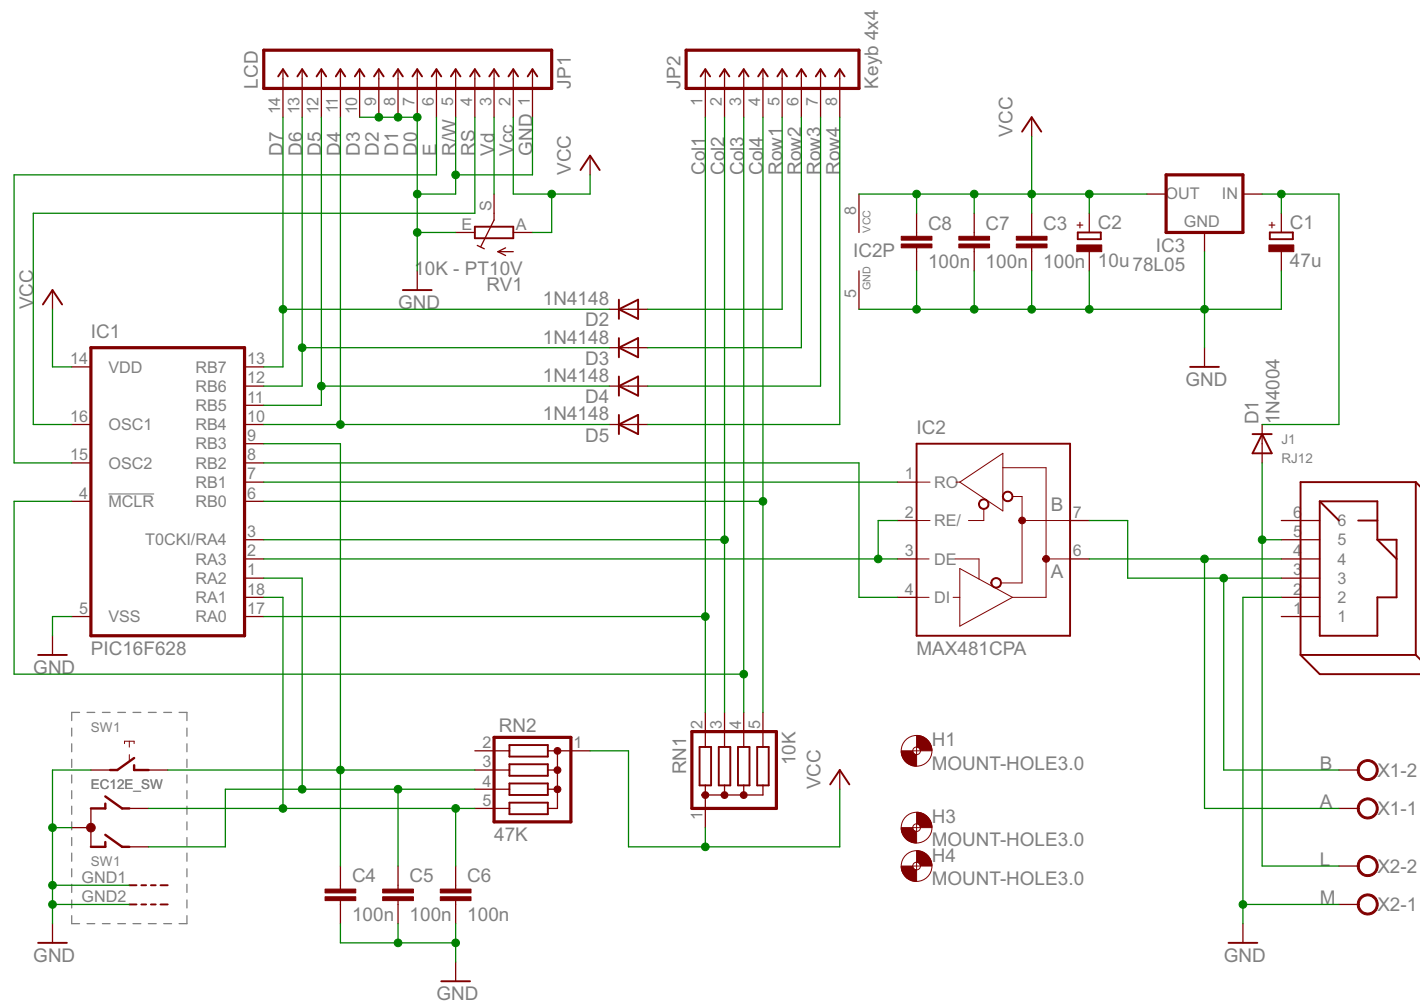 LCD
JP1
14
13
12
11
10
9
8
7
6
5
4
3
2
1
D7
D6
D5
D4
D3
D2
D1
D0
E
R/W
RS
Vd
Vcc
GND
VCC
S
E
A
10K - PT10V
RV1
GND
JP2
Keyb 4x4
1
2
3
4
5
6
7
8
Col1
Col2
Col3
Col4
Row1
Row2
Row3
Row4
VCC
8
VCC
IC2P
5
GND
C8
100n
C7
100n
C3
100n
+
C2
10u
OUT
IN
GND
IC3
78L05
+
C1
47u
GND
1N4148
D2
1N4148
D3
1N4148
D4
1N4148
D5
VCC
IC1
14
VDD
16
OSC1
15
OSC2
4
MCLR
5
VSS
RB7
13
RB6
12
RB5
11
RB4
10
RB3
9
RB2
8
RB1
7
RB0
6
T0CKI/RA4
3
RA3
2
RA2
1
RA1
18
RA0
17
PIC16F628
GND
IC2
1
RO
2
RE/
3
DE
4
DI
B
7
6
A
MAX481CPA
D1
1N4004
J1
RJ12
6
5
4
3
2
1
6
5
4
3
2
1
SW1
EC12E_SW
SW1
GND1
GND2
GND
RN2
2
3
4
5
1
47K
C4
100n
C5
100n
C6
100n
GND
RN1
2
3
4
5
1
10K
VCC
H1
MOUNT-HOLE3.0
H3
MOUNT-HOLE3.0
H4
MOUNT-HOLE3.0
B
X1-2
A
X1-1
L
X2-2
M
X2-1
GND